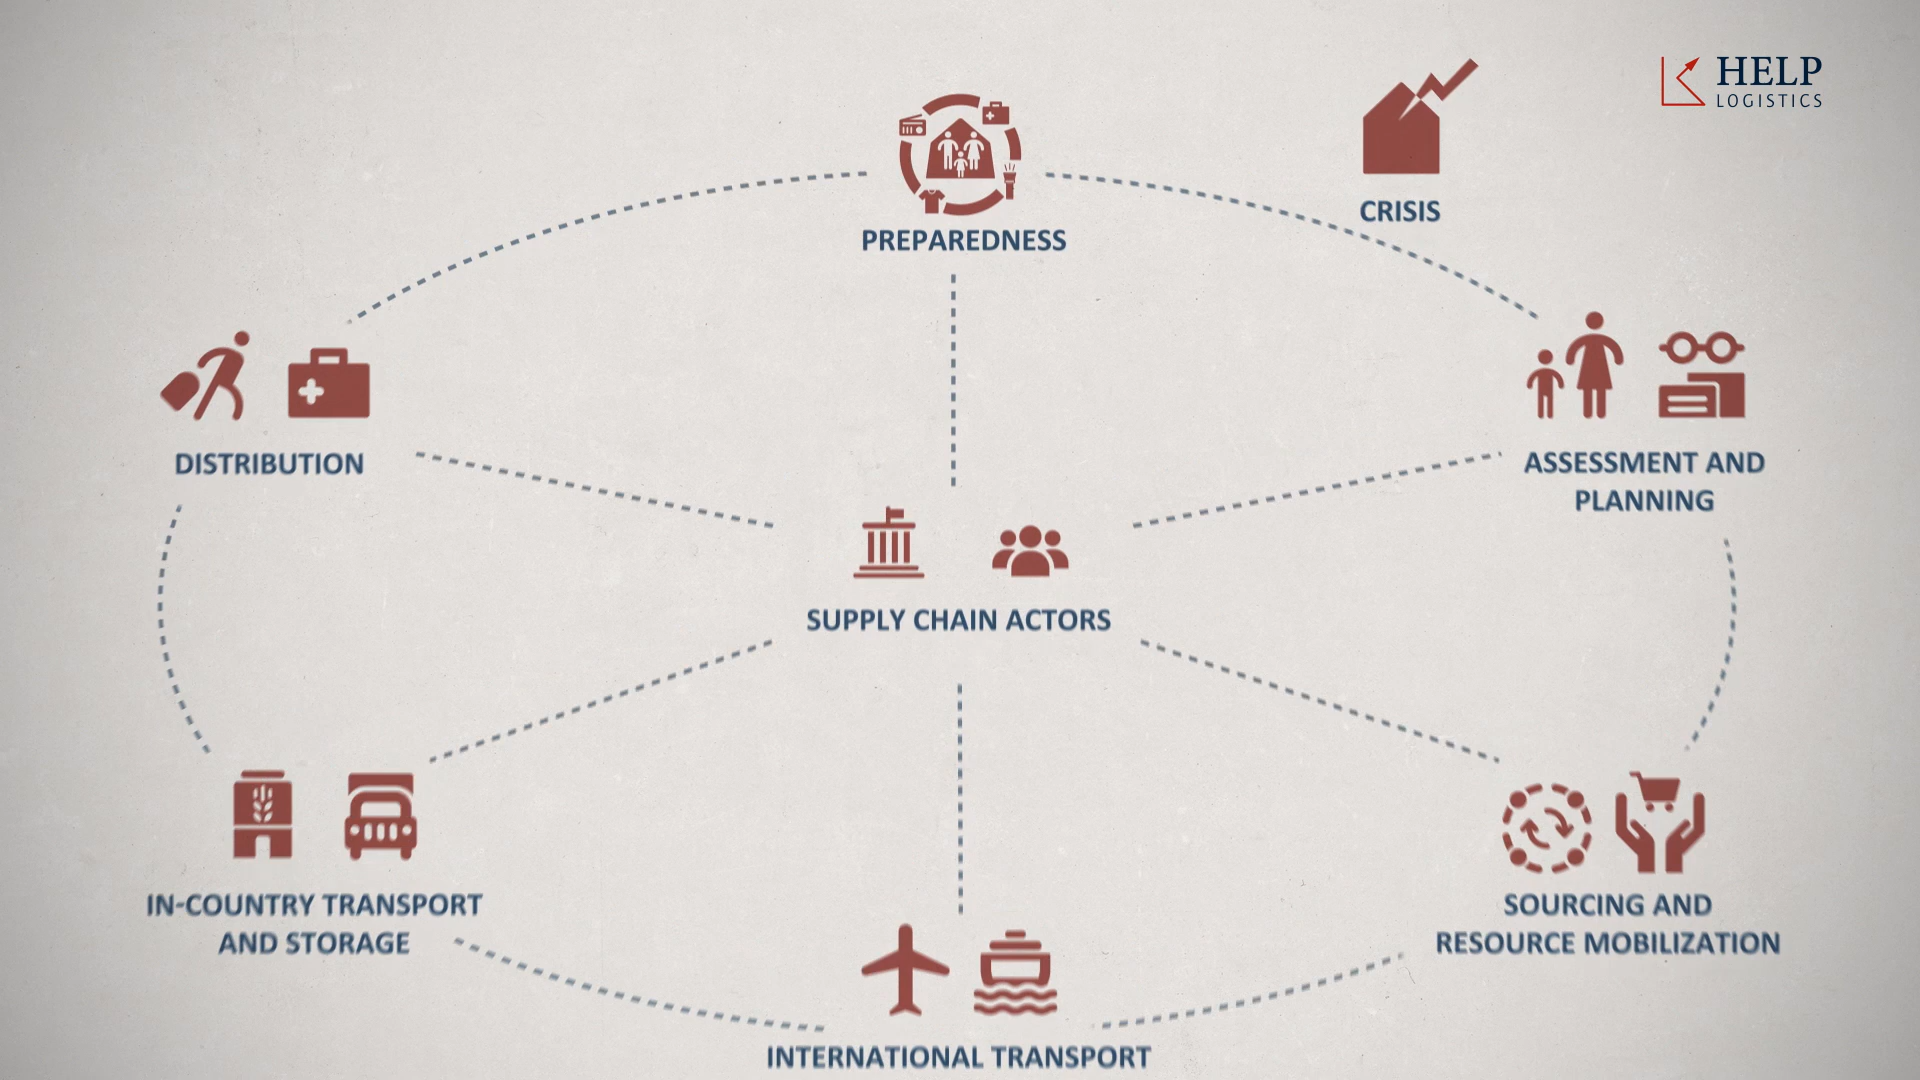 HELP
LOGISTICS
CRISIS
PREPAREDNESS
DISTRIBUTION
ASSESSMENT AND
PLANNING
SUPPLY CHAIN ACTORS
IN-COUNTRY TRANSPORT
AND STORAGE
SOURCING AND
RESOURCE MOBILIZATION
INTERNATIONAL TRANSPORT